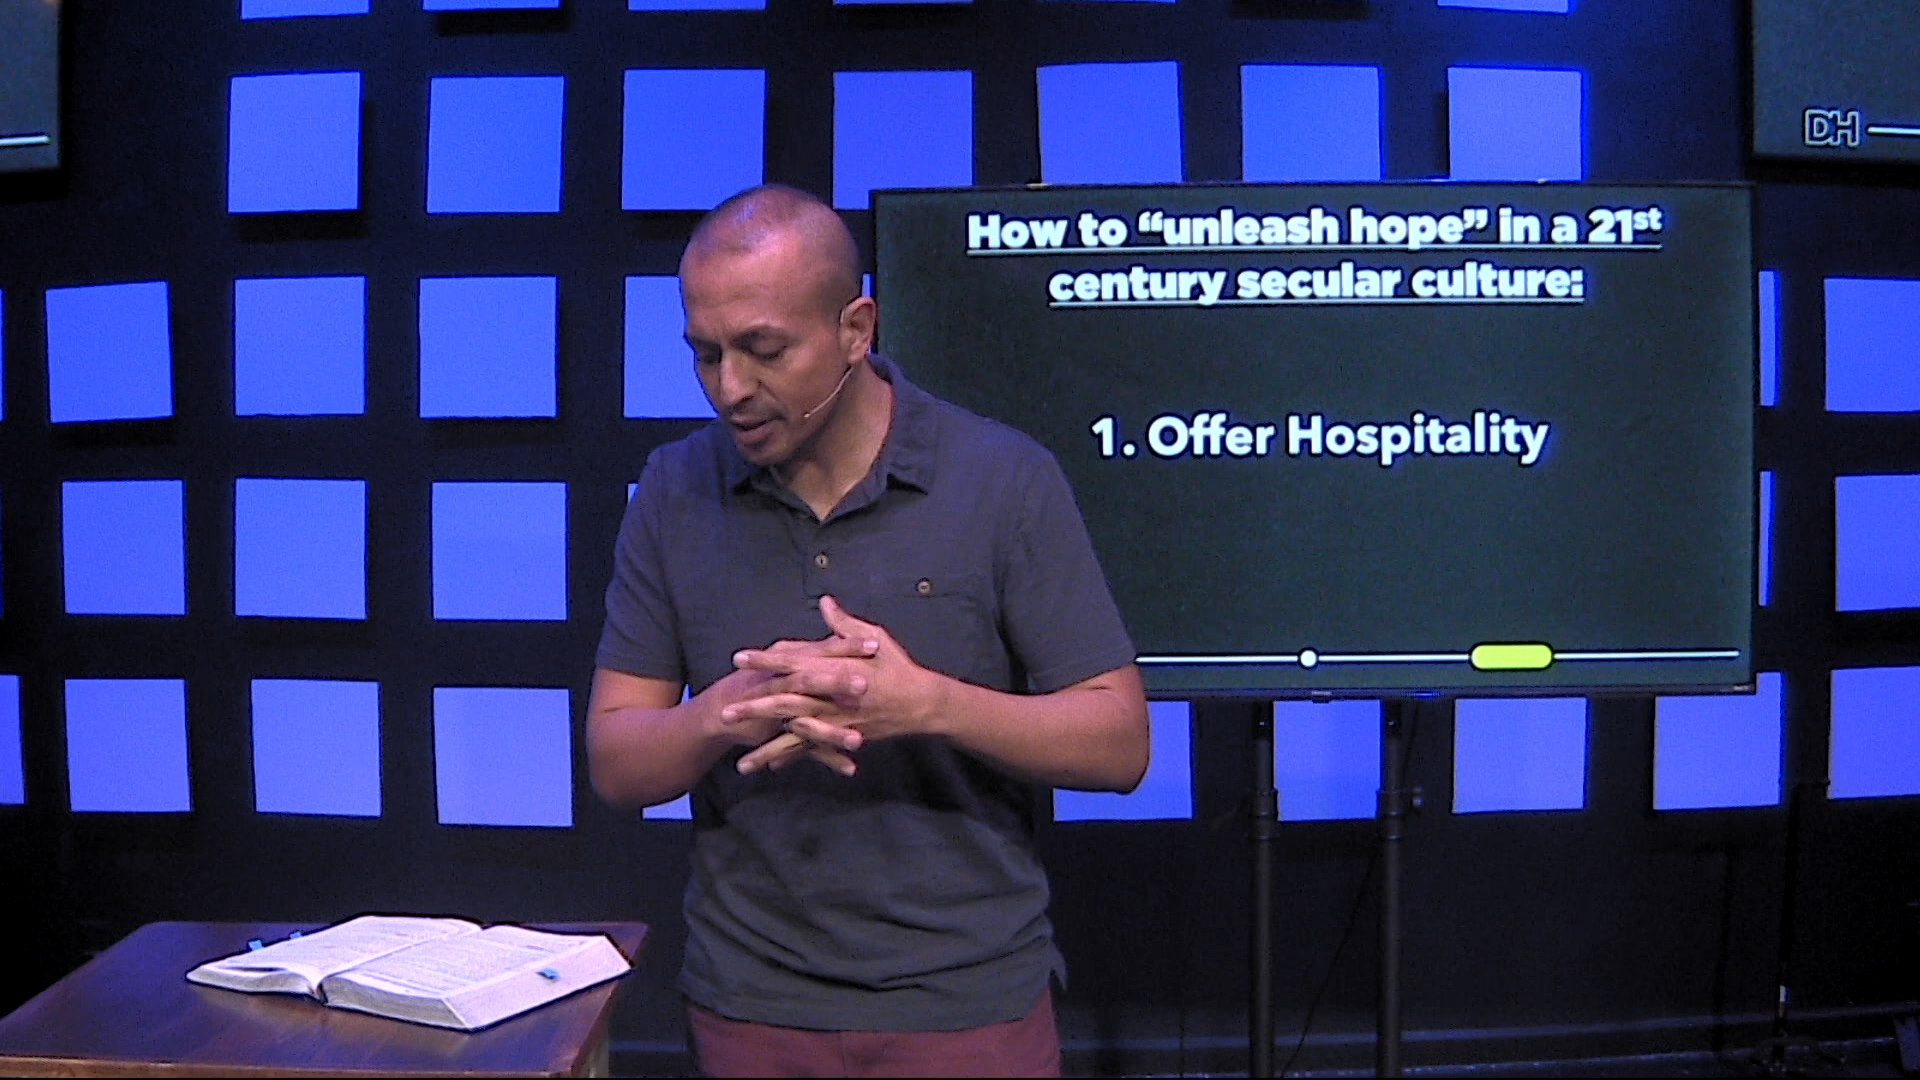 DH
How to “unleash hope” in a 21st
century secular culture:
1. Offer Hospitality